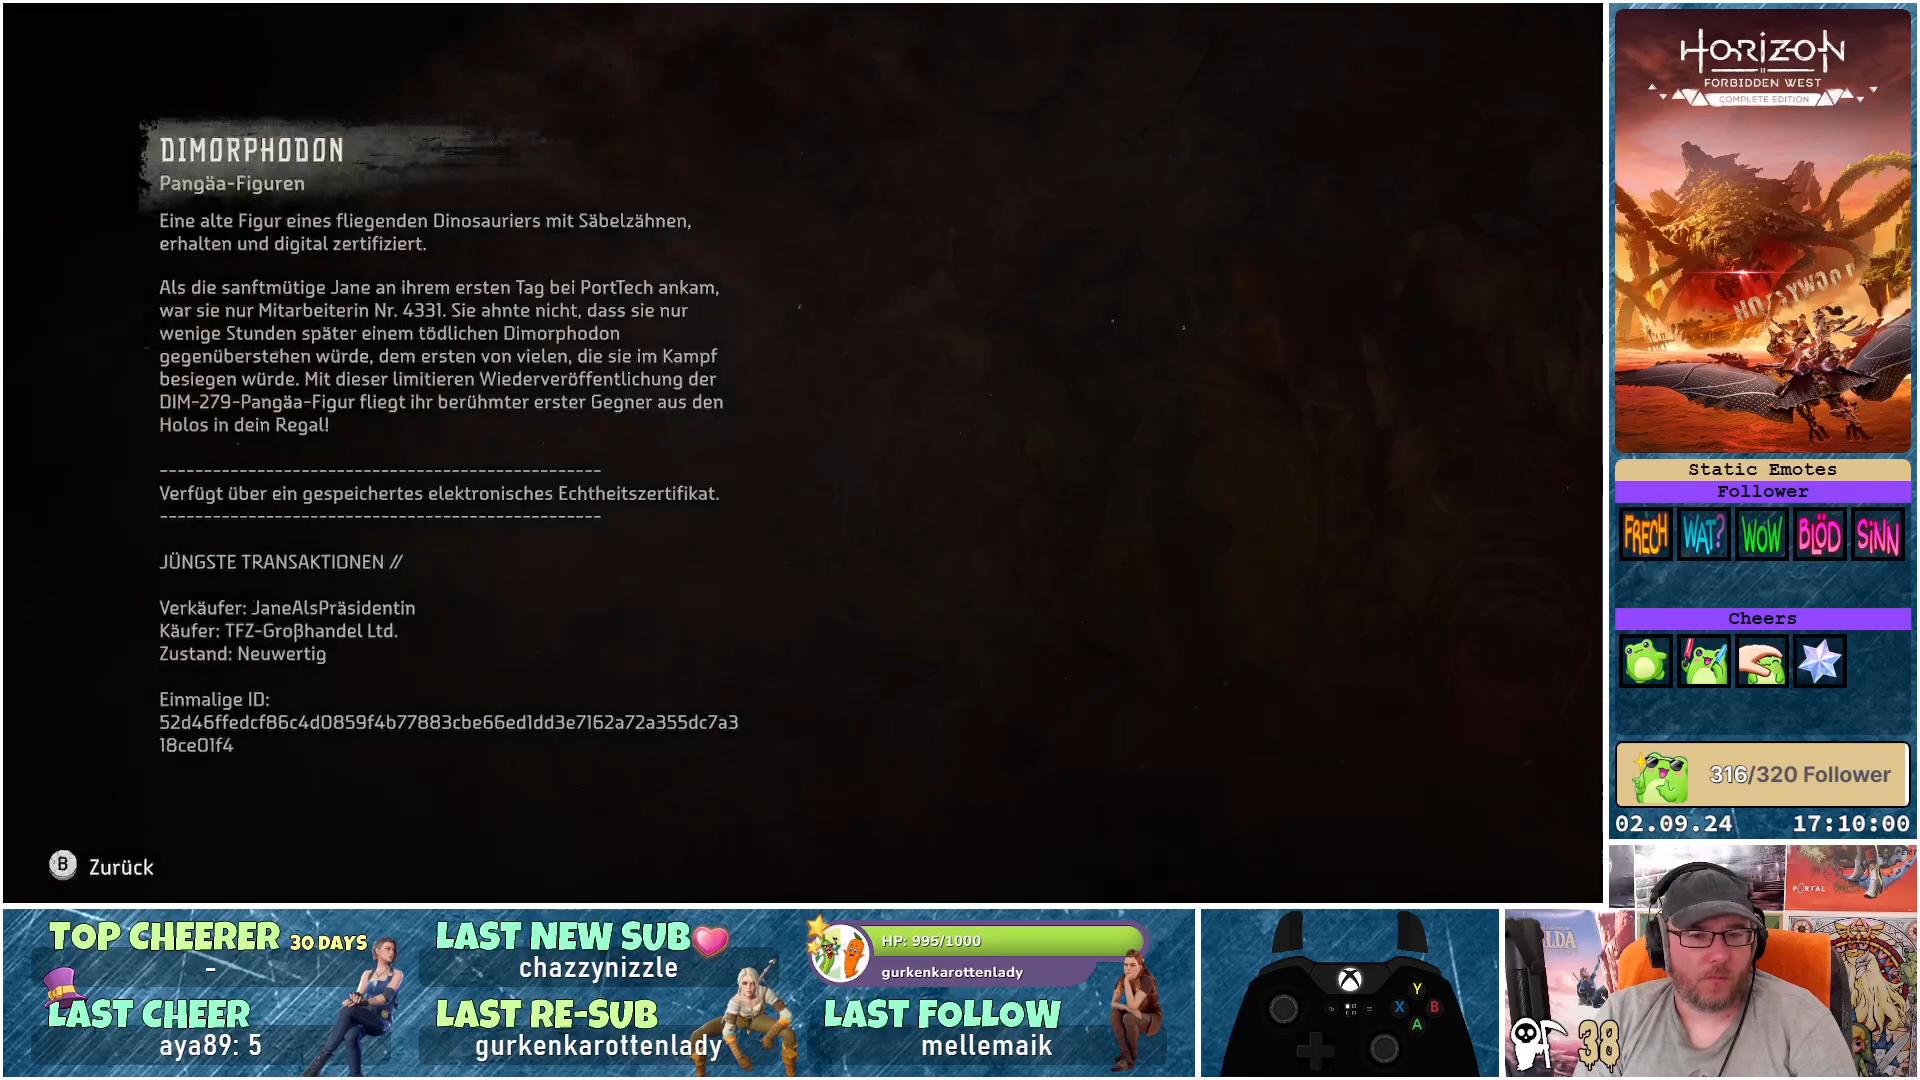 DIMORPHODON
Pangäa-Figuren
Eine alte Figur eines fliegenden Dinosauriers mit Säbelzähnen,
erhalten und digital zertifiziert.
Als die sanftmütige Jane an ihrem ersten Tag bei PortTech ankam,
war sie nur Mitarbeiterin Nr. 4331. Sie ahnte nicht, dass sie nur
wenige Stunden später einem tödlichen Dimorphodon
gegenüberstehen würde, dem ersten von vielen, die sie im Kampf
besiegen würde. Mit dieser limitieren Wiederveröffentlichung der
DIM-279-Pangäa-Figur fliegt ihr berühmter erster Gegner aus den
Holos in dein Regal!
--------------------------------------------------
Verfügt über ein gespeichertes elektronisches Echtheitszertifikat.
--------------------------------------------------
JÜNGSTE TRANSAKTIONEN //
Verkäufer: JaneAlsPräsidentin
Käufer: TFZ-Großhandel Ltd.
Zustand: Neuwertig
Einmalige ID:
52d46ffedcf86c4d0859f4b77883cbe66ed1dd3e7162a72a355dc7a3
18ce01f4
B Zurück
HORIZON
FORBIDDEN WEST
COMPLETE EDITION
HOLLYWOOD
Static Emotes
Follower
FRECH WAT? WOW BLÖD SINN
Cheers
316/320 Follower
02.09.24 17:10:00
TOP CHEERER 30 DAYS
-
LAST CHEER
aya89: 5
LAST NEW SUB
chazzynizzle
LAST RE-SUB
gurkenkarottenlady
HP: 995/1000
gurkenkarottenlady
LAST FOLLOW
mellemaik
Y
X B
A
PORTAL
ZELDA
38